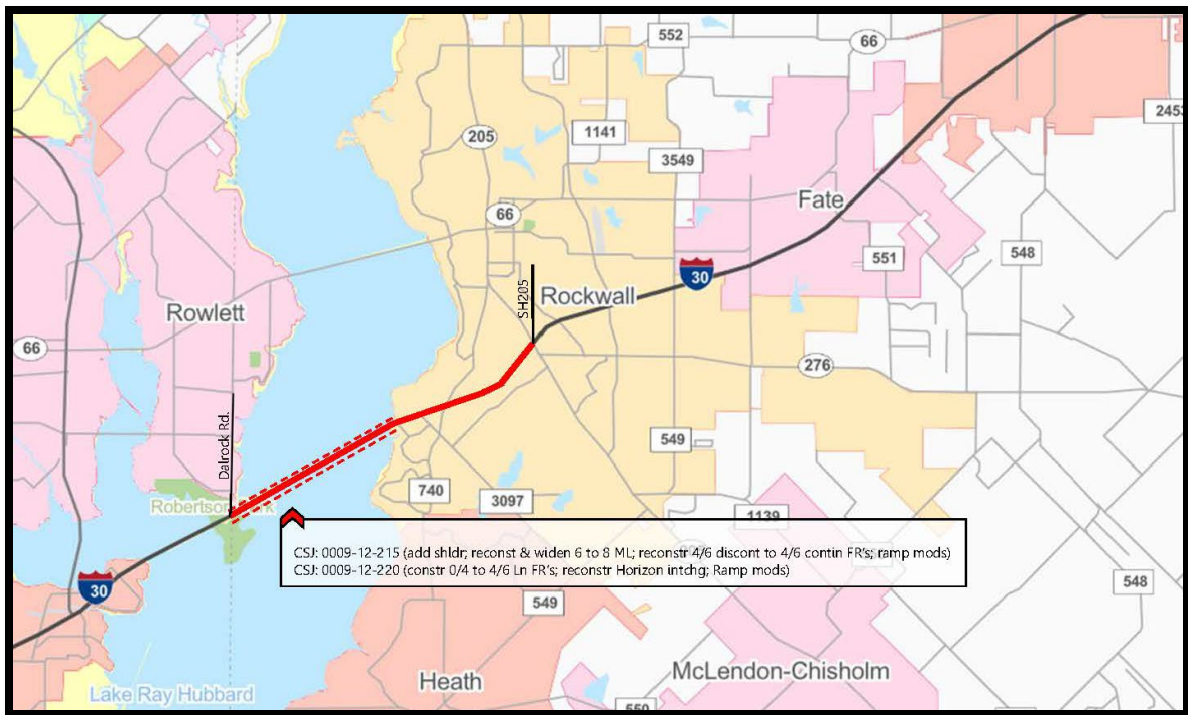 552
66
2453
205
1141
3549
66
Fate
551
548
30
SH205
Rockwall
Rowlett
66
276
Dalrock Rd.
549
740
3097
Robertson
1139
CSJ: 0009-12-215 (add shldr; reconst & widen 6 to 8 ML; reconstr 4/6 discont to 4/6 contin FR's; ramp mods)
CSJ: 0009-12-220 (constr 0/4 to 4/6 Ln FR's; reconstr Horizon intchg; Ramp mods)
30
548
549
McLendon-Chisholm
Heath
Lake Ray Hubbard
550